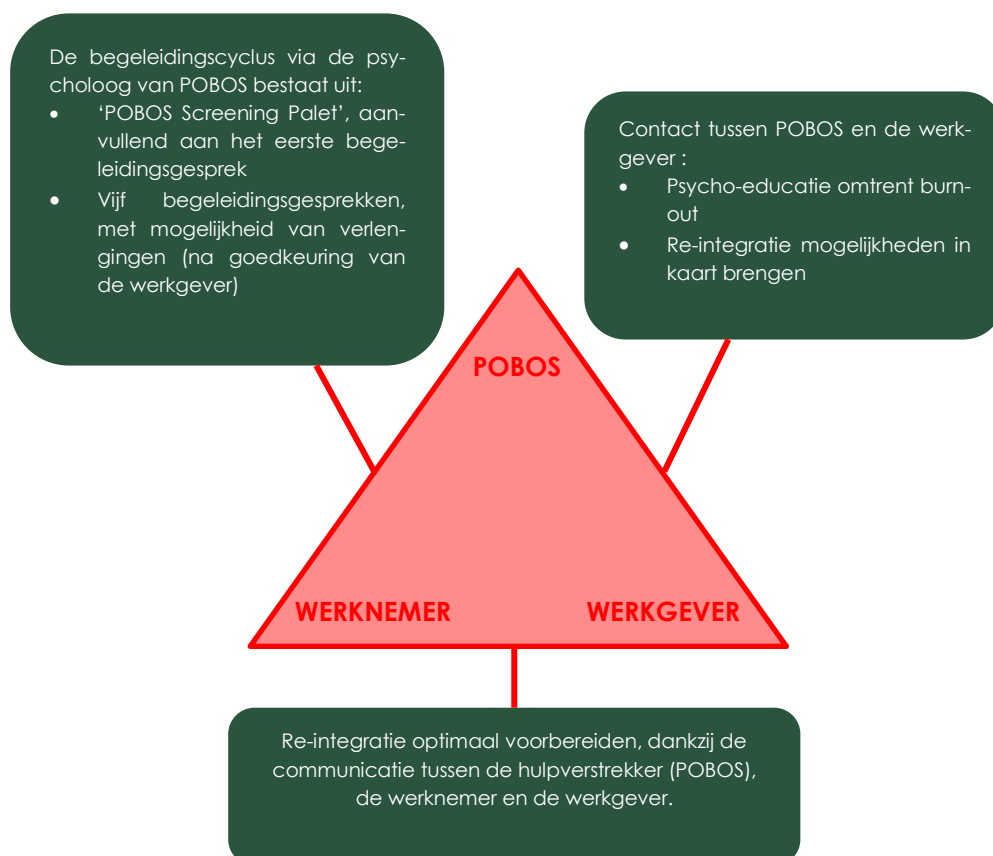 De begeleidingscyclus via de psy-
choloog van POBOS bestaat uit:
• ‘POBOS Screening Palet’, aan-
vullend aan het eerste bege-
leidingsgesprek
• Vijf begeleidingsgesprekken,
met mogelijkheid van verlen-
gingen (na goedkeuring van
de werkgever)
Contact tussen POBOS en de werk-
gever :
• Psycho-educatie omtrent burn-
out
• Re-integratie mogelijkheden in
kaart brengen
POBOS
WERKNEMER
WERKGEVER
Re-integratie optimaal voorbereiden, dankzij de
communicatie tussen de hulpverstrekker (POBOS),
de werknemer en de werkgever.